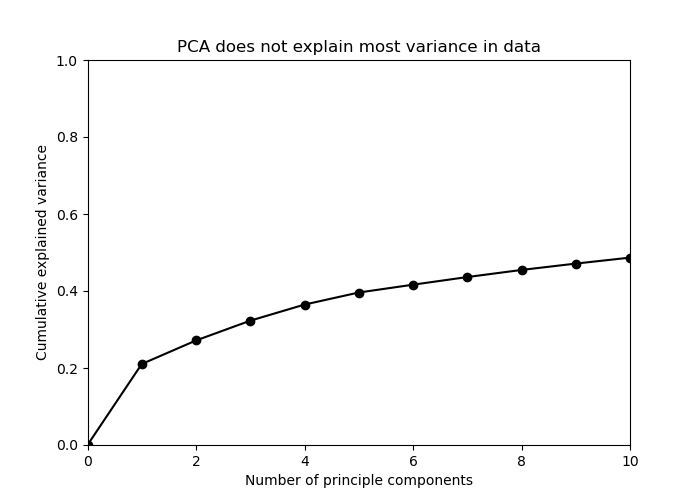 PCA does not explain most variance in data
1.0
0.8
0.6
0.4
0.2
0.0
Cumulative explained variance
0 2 4 6 8 10
Number of principle components